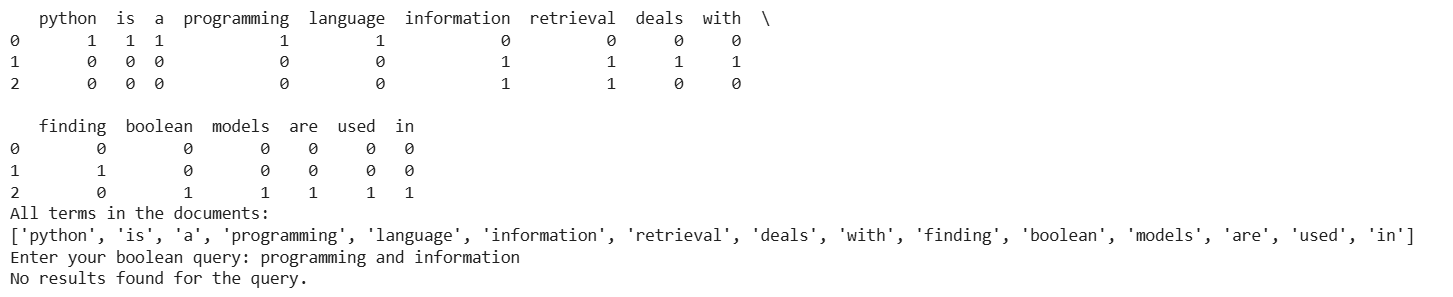 python  is  a  programming  language  information  retrieval  deals  with  \
0       1   1  1            1         1            0          0      0     0
1       0   0  0            0         0            1          1      1     1
2       0   0  0            0         0            1          1      0     0
   finding  boolean  models  are  used  in
0        0        0       0    0     0   0
1        1        0       0    0     0   0
2        0        1       1    1     1   1
All terms in the documents:
['python', 'is', 'a', 'programming', 'language', 'information', 'retrieval', 'deals', 'with', 'finding', 'boolean', 'models', 'are', 'used', 'in']
Enter your boolean query: programming and information
No results found for the query.